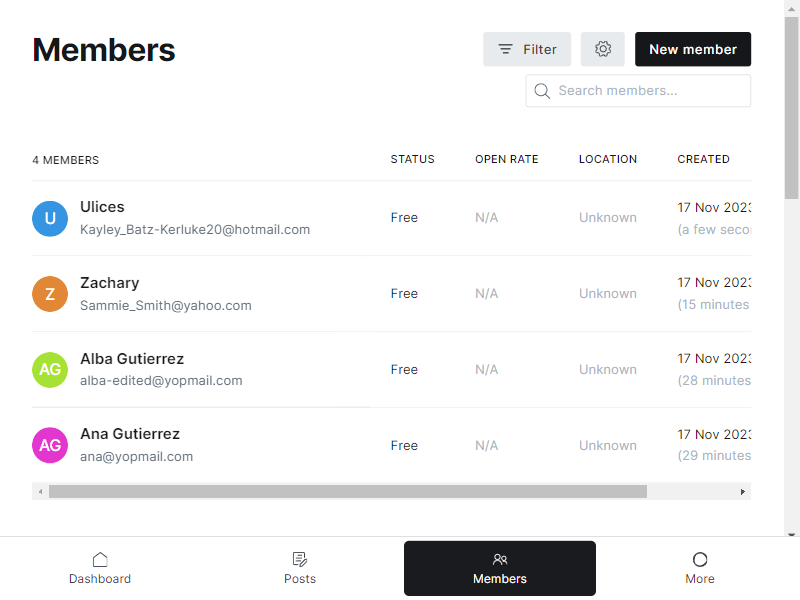 Members
Filter
New member
Search members...
4 MEMBERS STATUS OPEN RATE LOCATION CREATED
U Ulices Kayley_Batz-Kerluke20@hotmail.com Free N/A Unknown 17 Nov 2023 (a few seco
Z Zachary Sammie_Smith@yahoo.com Free N/A Unknown 17 Nov 2023 (15 minutes
AG Alba Gutierrez alba-edited@yopmail.com Free N/A Unknown 17 Nov 2023 (28 minutes
AG Ana Gutierrez ana@yopmail.com Free N/A Unknown 17 Nov 2023 (29 minutes
Dashboard Posts Members More